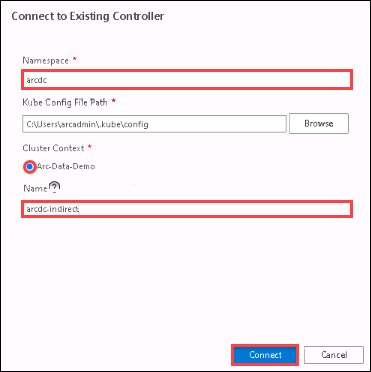 Connect to Existing Controller
Namespace *
arcdc
Kube Config File Path *
C:\Users\arcadmin\.kube\config
Browse
Cluster Context *
Arc-Data-Demo
Name ?
arcdc-indirect
Connect
Cancel